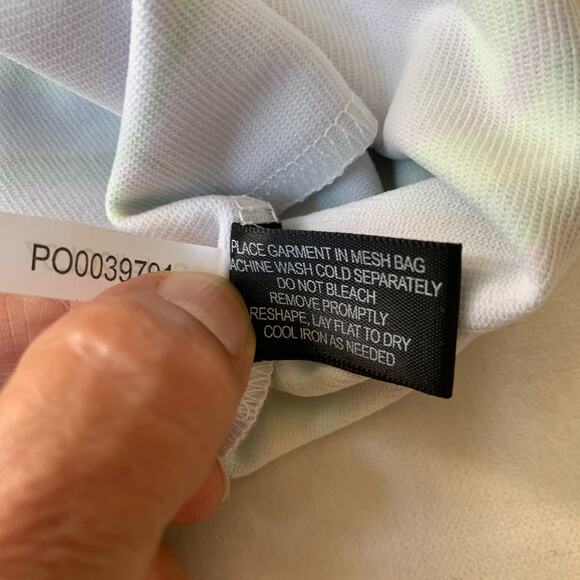 PO003979
PLACE GARMENT IN MESH BAG
MACHINE WASH COLD SEPARATELY
DO NOT BLEACH
REMOVE PROMPTLY
RESHAPE, LAY FLAT TO DRY
COOL IRON AS NEEDED